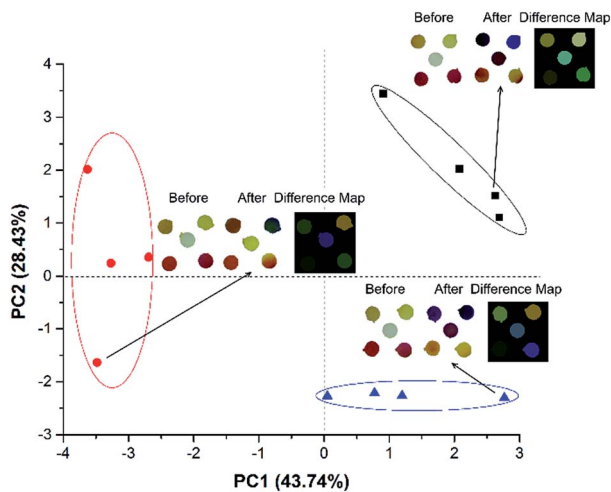 Before After Difference Map
4
3
2
Before After Difference Map
1
0
Before After Difference Map
-1
-2
-3
-4 -3 -2 -1 0 1 2 3
PC2 (28.43%)
PC1 (43.74%)